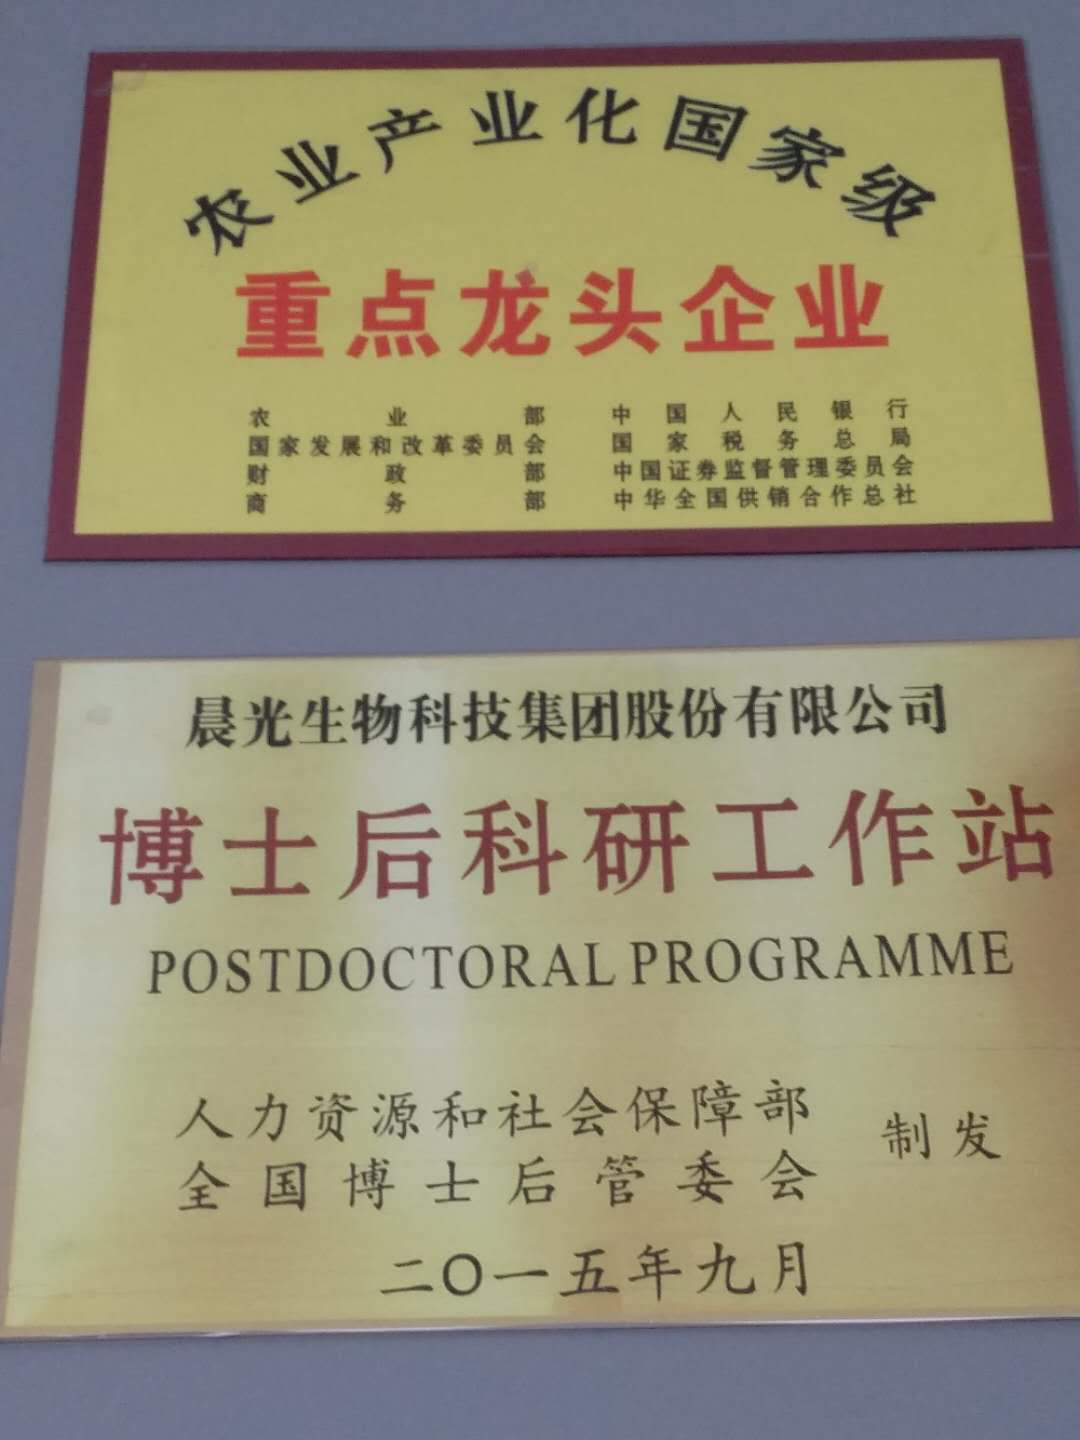 农业产业化国家级
重点龙头企业
农业部 中国人民银行
国家发展和改革委员会 国家税务总局
财政部 中国证券监督管理委员会
商务部 中华全国供销合作总社
晨光生物科技集团股份有限公司
博士后科研工作站
POSTDOCTORAL PROGRAMME
人力资源和社会保障部
全国博士后管委会
制发
二〇一五年九月